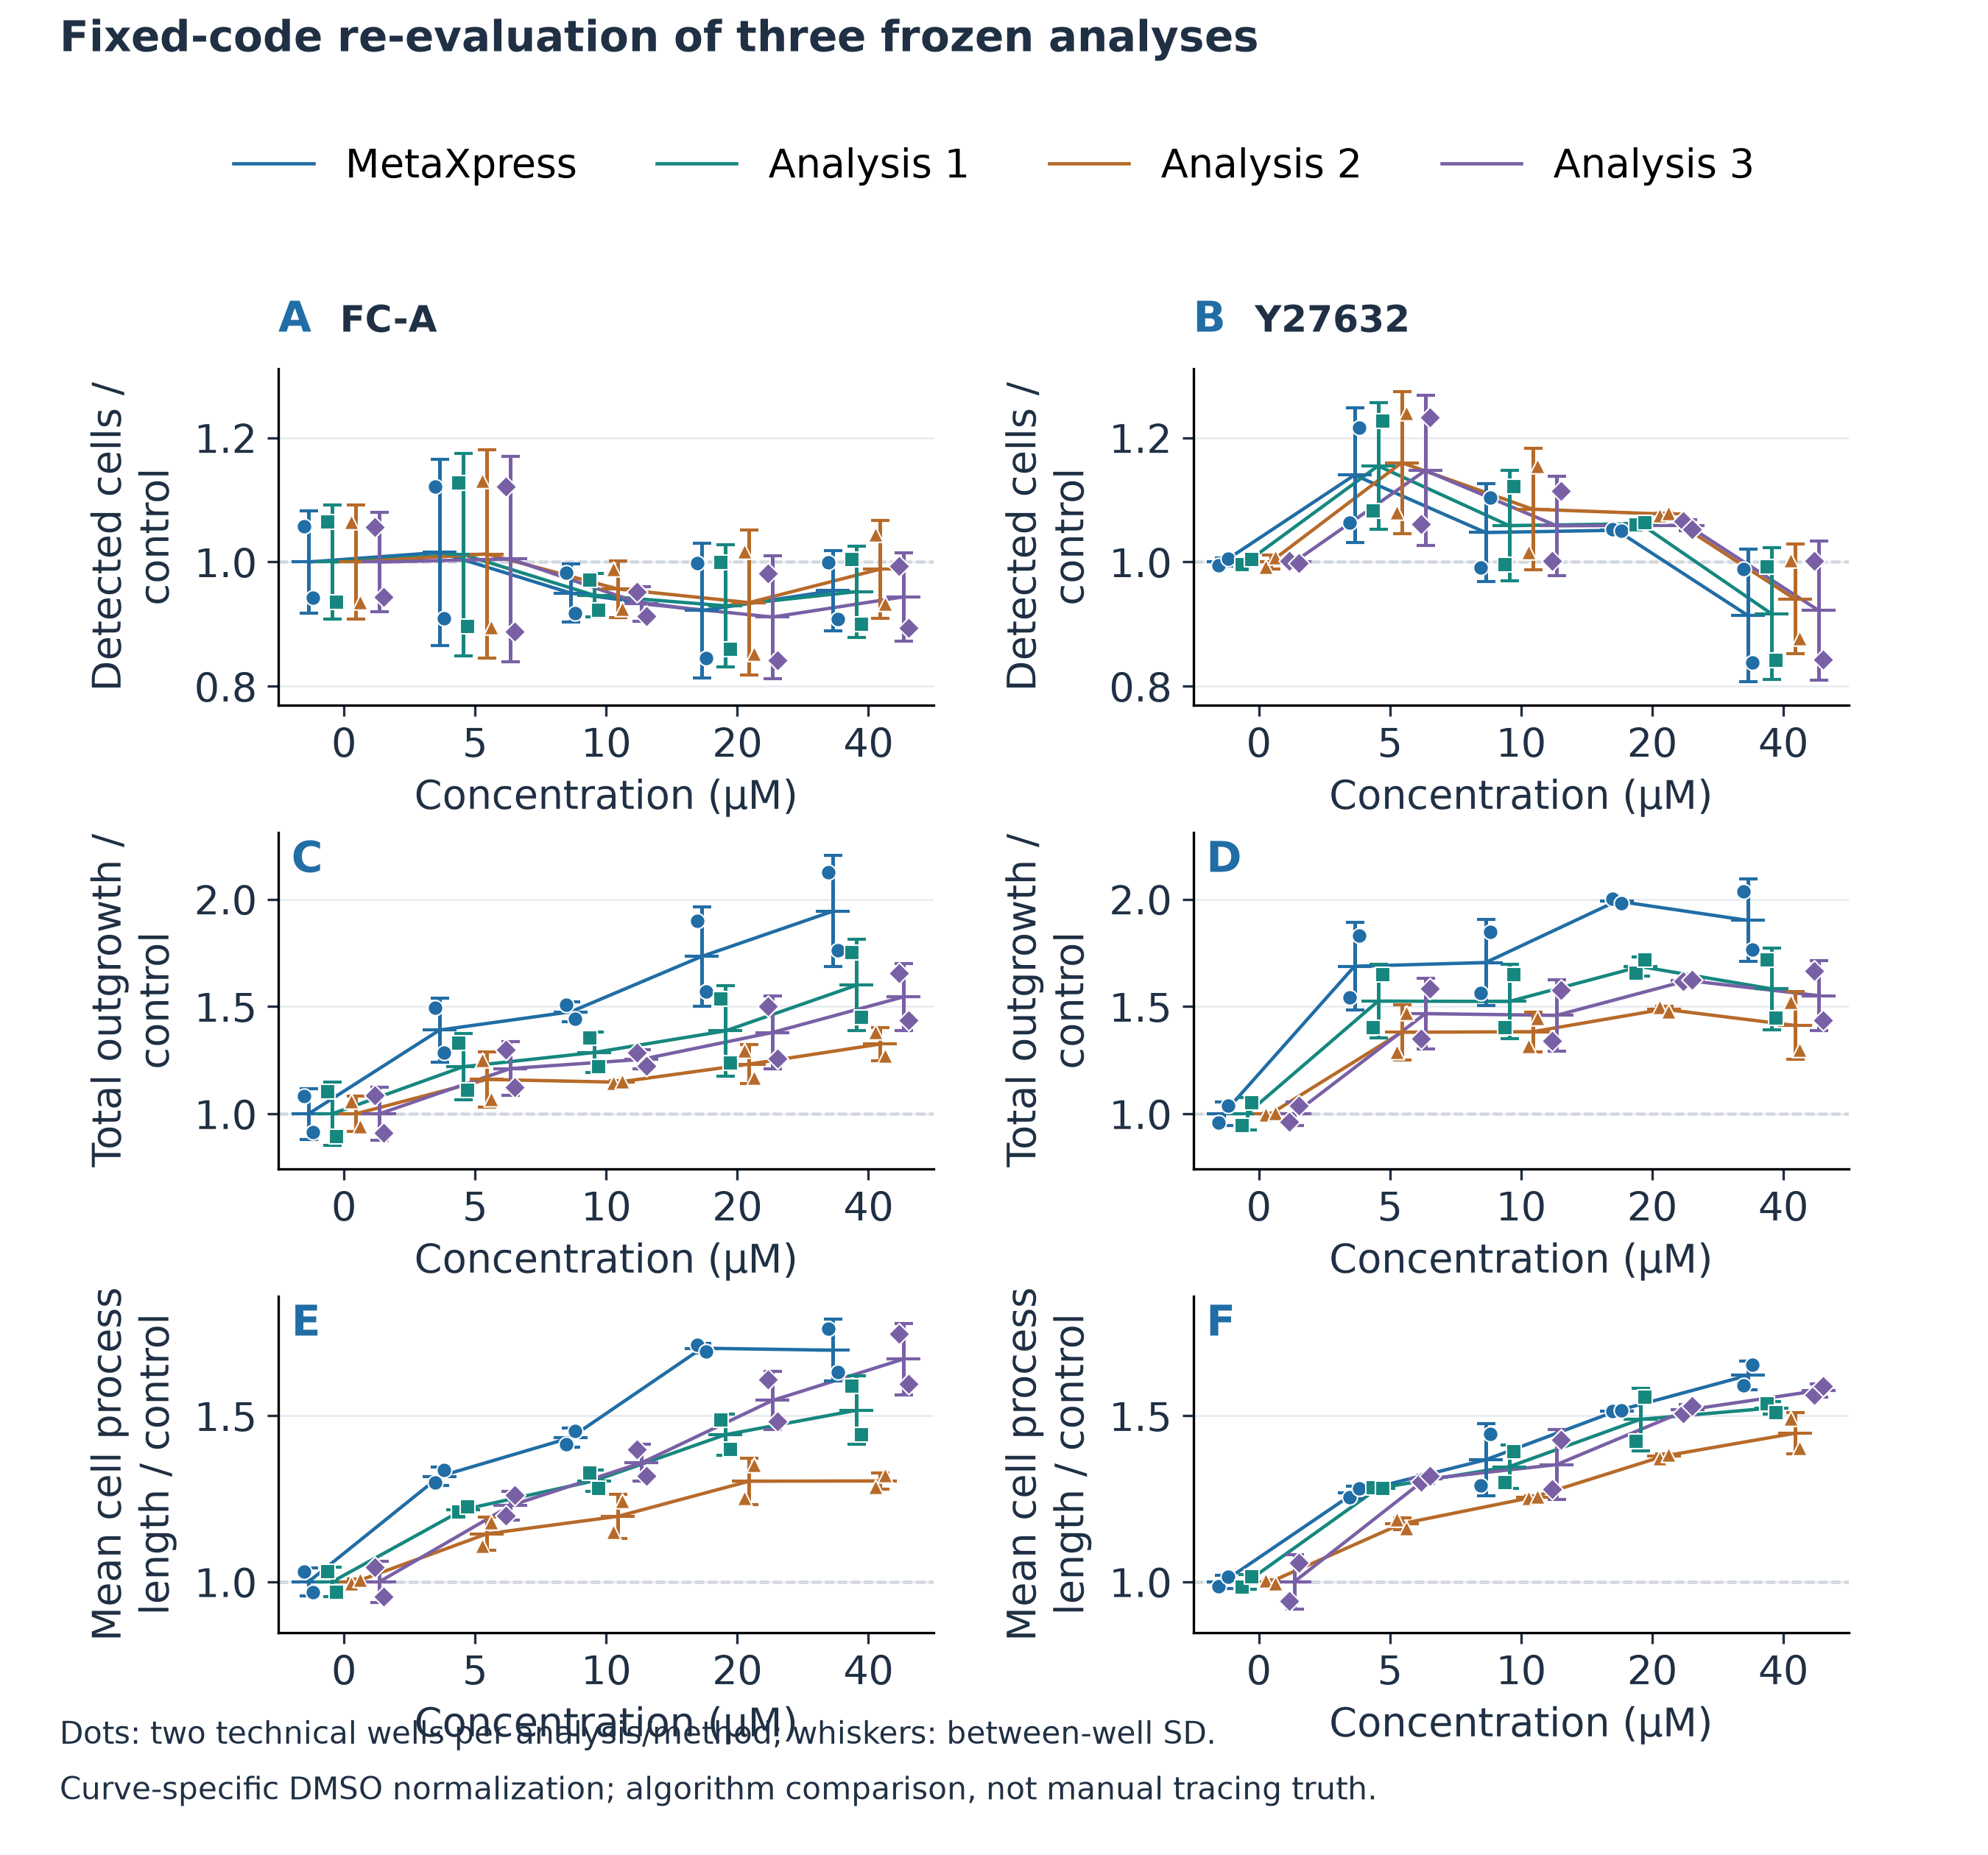 Fixed-code re-evaluation of three frozen analyses
MetaXpress
Analysis 1
Analysis 2
Analysis 3
A FC-A
Detected cells /
control
1.2
1.0
0.8
0 5 10 20 40
Concentration (µM)
B Y27632
Detected cells /
control
1.2
1.0
0.8
0 5 10 20 40
Concentration (µM)
C
Total outgrowth /
control
2.0
1.5
1.0
0 5 10 20 40
Concentration (µM)
D
Total outgrowth /
control
2.0
1.5
1.0
0 5 10 20 40
Concentration (µM)
E
Mean cell process
length / control
1.5
1.0
0 5 10 20 40
Concentration (µM)
F
Mean cell process
length / control
1.5
1.0
0 5 10 20 40
Concentration (µM)
Dots: two technical wells per analysis/method; whiskers: between-well SD.
Curve-specific DMSO normalization; algorithm comparison, not manual tracing truth.